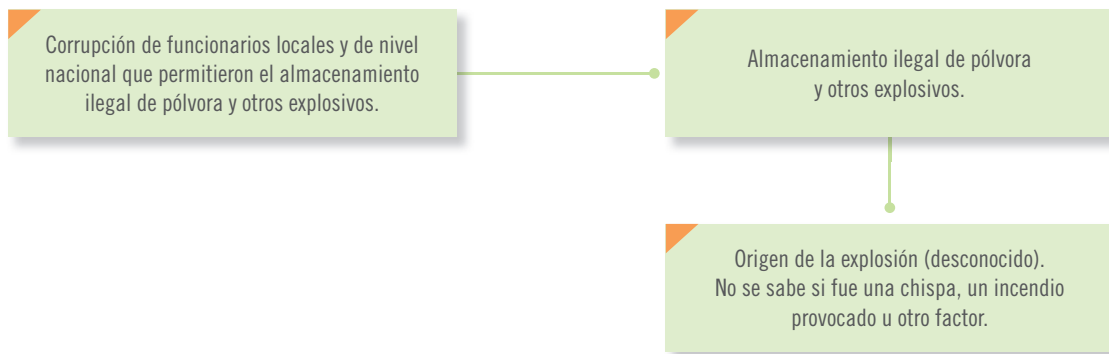 Corrupción de funcionarios locales y de nivel
nacional que permitieron el almacenamiento
ilegal de pólvora y otros explosivos.
Almacenamiento ilegal de pólvora
y otros explosivos.
Origen de la explosión (desconocido).
No se sabe si fue una chispa, un incendio
provocado u otro factor.